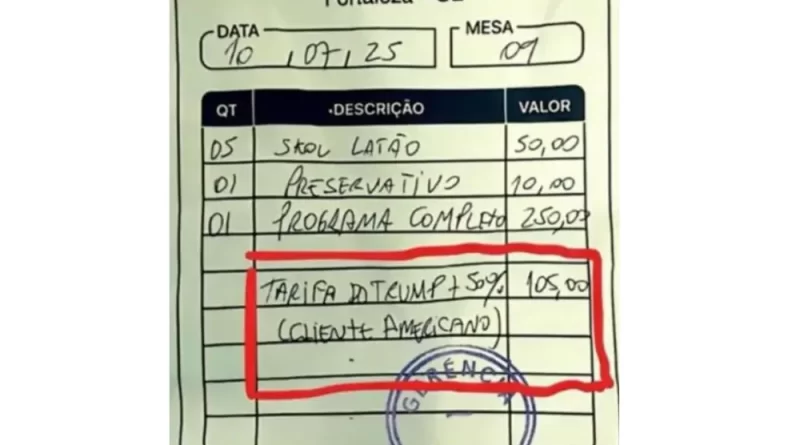 Fortaleza - CE
DATA MESA
10 , 07 , 25 09
QT DESCRIÇÃO VALOR
05 SKOL LATÃO 50,00
01 PRESERVATIVO 10,00
01 PROGRAMA COMPLETO 250,00
TARIFA DO TRUMP + 50% 105,00
(CLIENTE AMERICANO)
GERÊNCIA